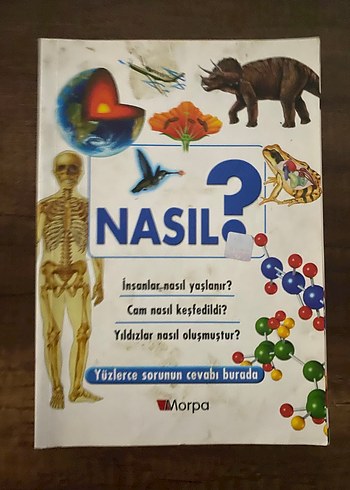 NASIL?
İnsanlar nasıl yaşlanır?
Cam nasıl keşfedildi?
Yıldızlar nasıl oluşmuştur?
Yüzlerce sorunun cevabı burada
Morpa